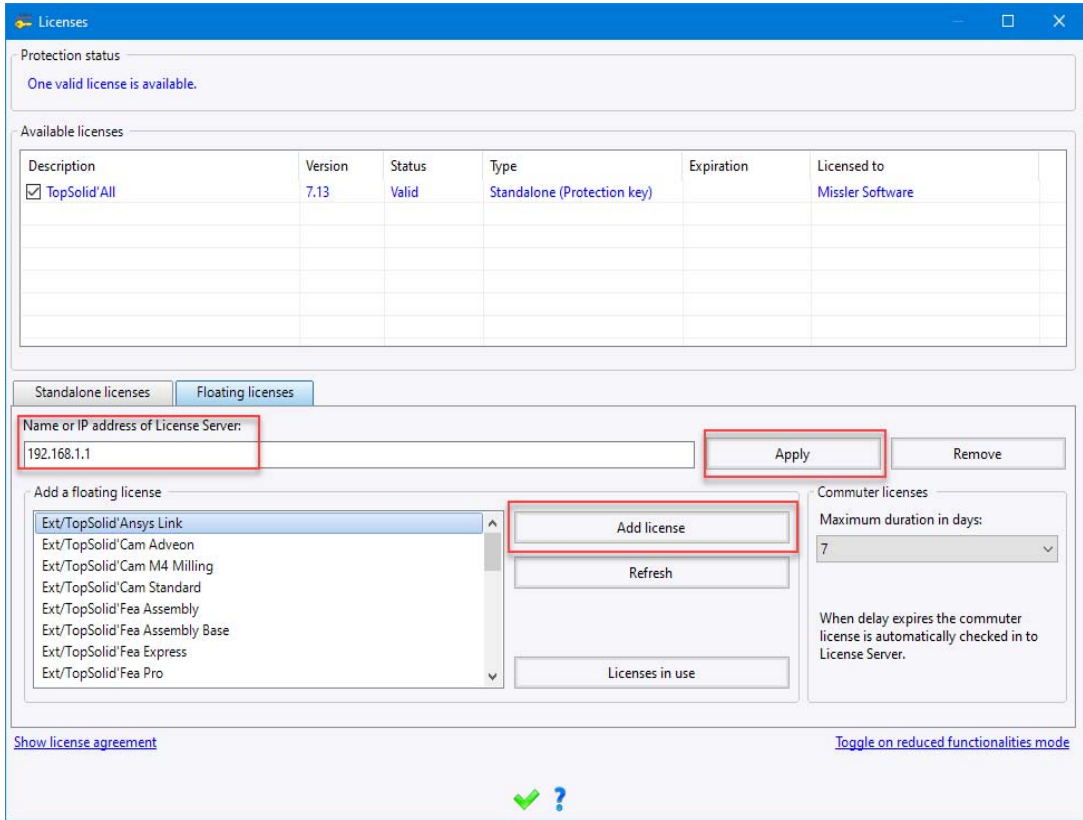 Licenses
Protection status
One valid license is available.
Available licenses
Description Version Status Type Expiration Licensed to
TopSolid'All 7.13 Valid Standalone (Protection key) Missler Software
Standalone licenses Floating licenses
Name or IP address of License Server:
192.168.1.1 Apply Remove
Add a floating license
Ext/TopSolid'Ansys Link
Ext/TopSolid'Cam Adveon
Ext/TopSolid'Cam M4 Milling
Ext/TopSolid'Cam Standard
Ext/TopSolid'Fea Assembly
Ext/TopSolid'Fea Assembly Base
Ext/TopSolid'Fea Express
Ext/TopSolid'Fea Pro
Add license
Refresh
Licenses in use
Commuter licenses
Maximum duration in days:
7
When delay expires the commuter
license is automatically checked in to
License Server.
Show license agreement Toggle on reduced functionalities mode